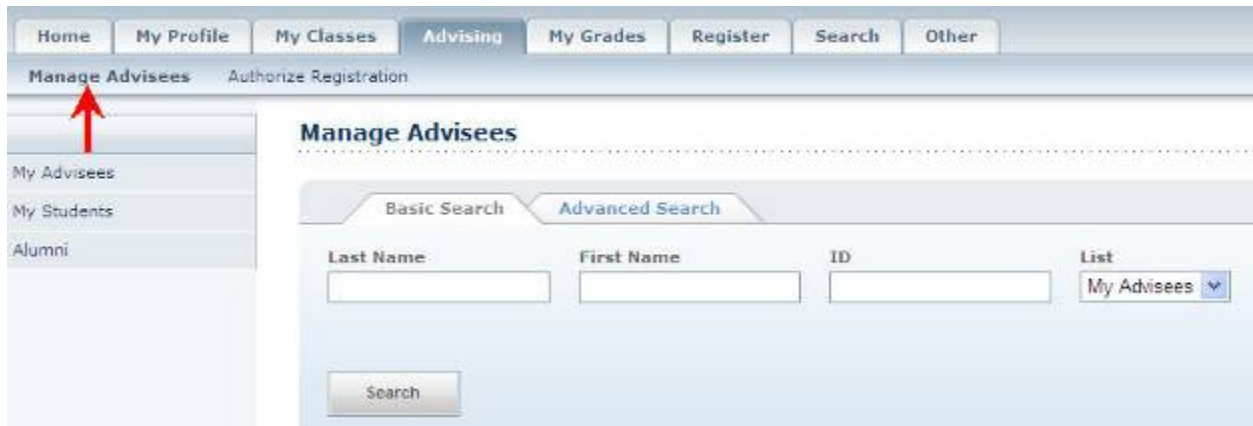 Home My Profile My Classes Advising My Grades Register Search Other
Manage Advisees Authorize Registration
Manage Advisees
My Advisees
My Students
Alumni
Basic Search Advanced Search
Last Name First Name ID List
My Advisees
Search